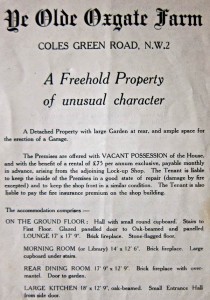 Ye Olde Oxgate Farm
COLES GREEN ROAD, N.W.2
A Freehold Property
of unusual character
A Detached Property with large Garden at rear, and ample space for
the erection of a Garage.
The Premises are offered with VACANT POSSESSION of the House,
and with the benefit of a rental of £75 per annum exclusive, payable monthly
in advance, arising from the adjoining Lock-up Shop. The Tenant is liable
to keep the inside of the Premises in a good state of repair (damage by fire
excepted) and to keep the shop front in a similar condition. The Tenant is also
liable to pay the fire insurance premium on the shop building.
The accommodation comprises —
ON THE GROUND FLOOR: Hall with small round cupboard. Stairs to
First Floor. Glazed panelled door to Oak-beamed and panelled
LOUNGE 17' x 17' 9". Brick fireplace. Stone-flagged floor.
MORNING ROOM (or Library) 14' x 12' 6". Brick fireplace. Large
cupboard under stairs.
REAR DINING ROOM 17' 9" x 12' 9". Brick fireplace with over-
mantel. Door to garden.
LARGE KITCHEN 16' x 12' 9", oak-beamed. Small Entrance Hall
from side door.